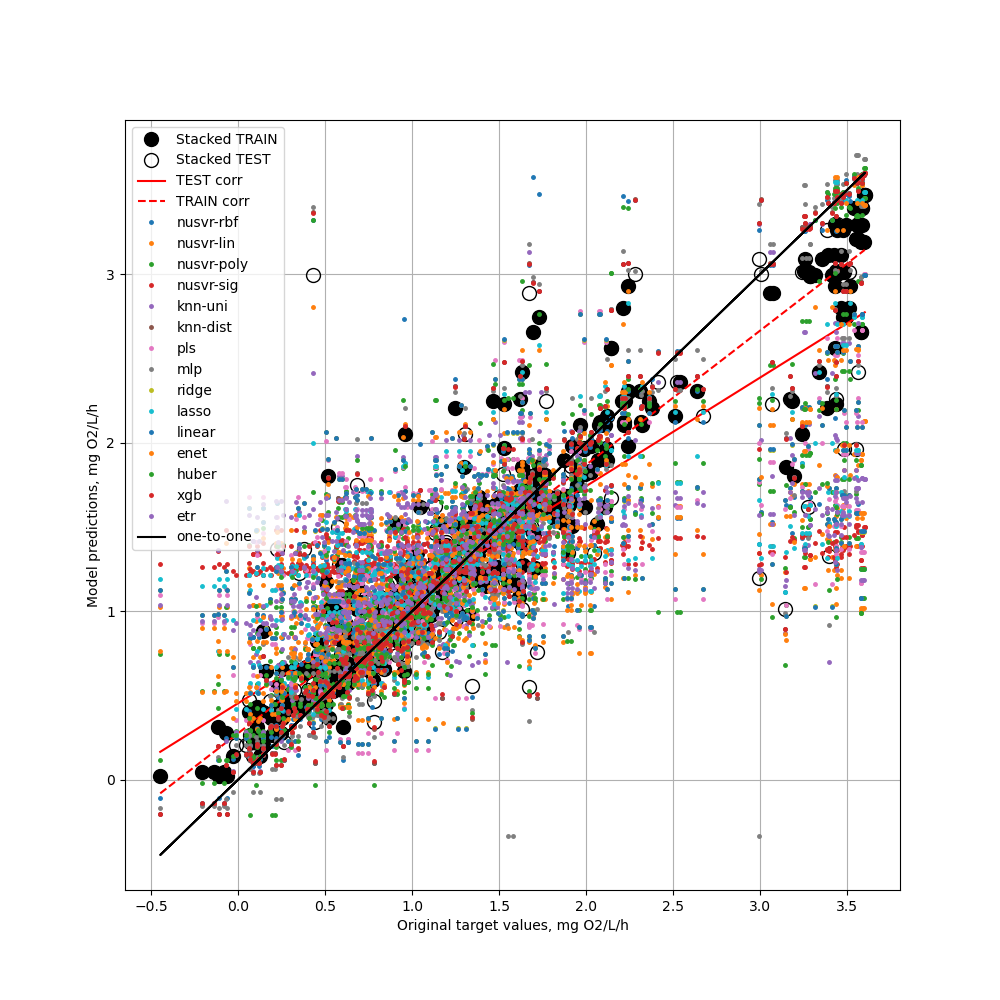 Stacked TRAIN
Stacked TEST
TEST corr
TRAIN corr
nusvr-rbf
nusvr-lin
nusvr-poly
nusvr-sig
knn-uni
knn-dist
pls
mlp
ridge
lasso
linear
enet
huber
xgb
etr
one-to-one
3
2
1
0
Model predictions, mg O2/L/h
−0.5 0.0 0.5 1.0 1.5 2.0 2.5 3.0 3.5
Original target values, mg O2/L/h